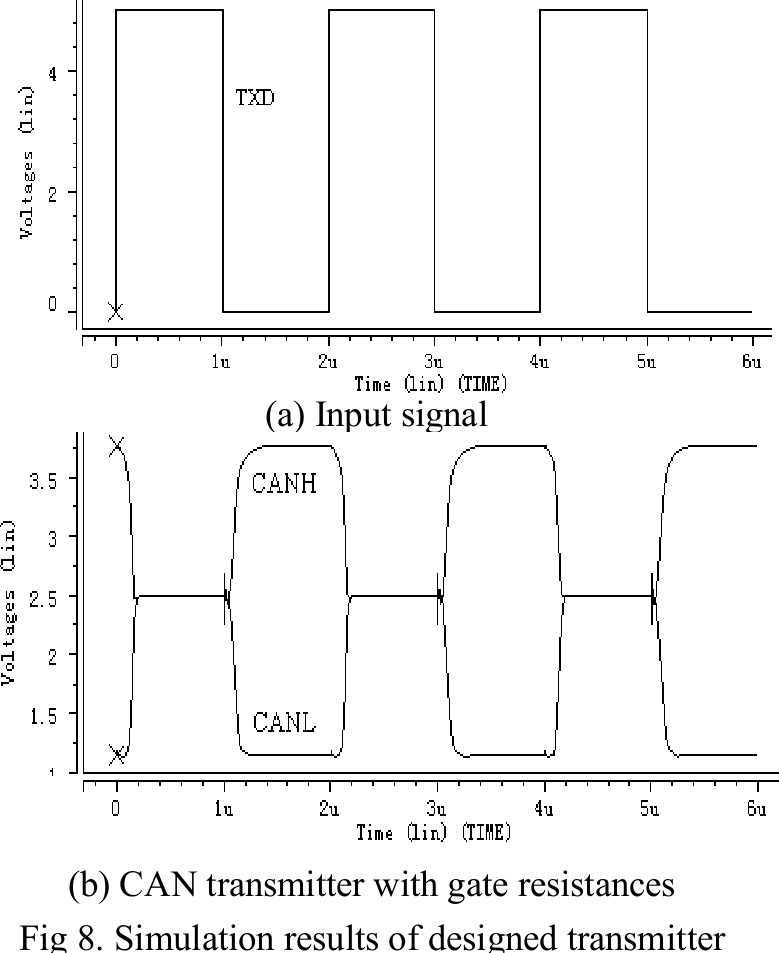 Voltages (lin)
4
2
0
TXD
0 1u 2u 3u 4u 5u 6u
Time (lin) (TIME)
(a) Input signal
Voltages (lin)
3.5
3
2.5
2
1.5
1
CANH
CANL
0 1u 2u 3u 4u 5u 6u
Time (lin) (TIME)
(b) CAN transmitter with gate resistances
Fig 8. Simulation results of designed transmitter